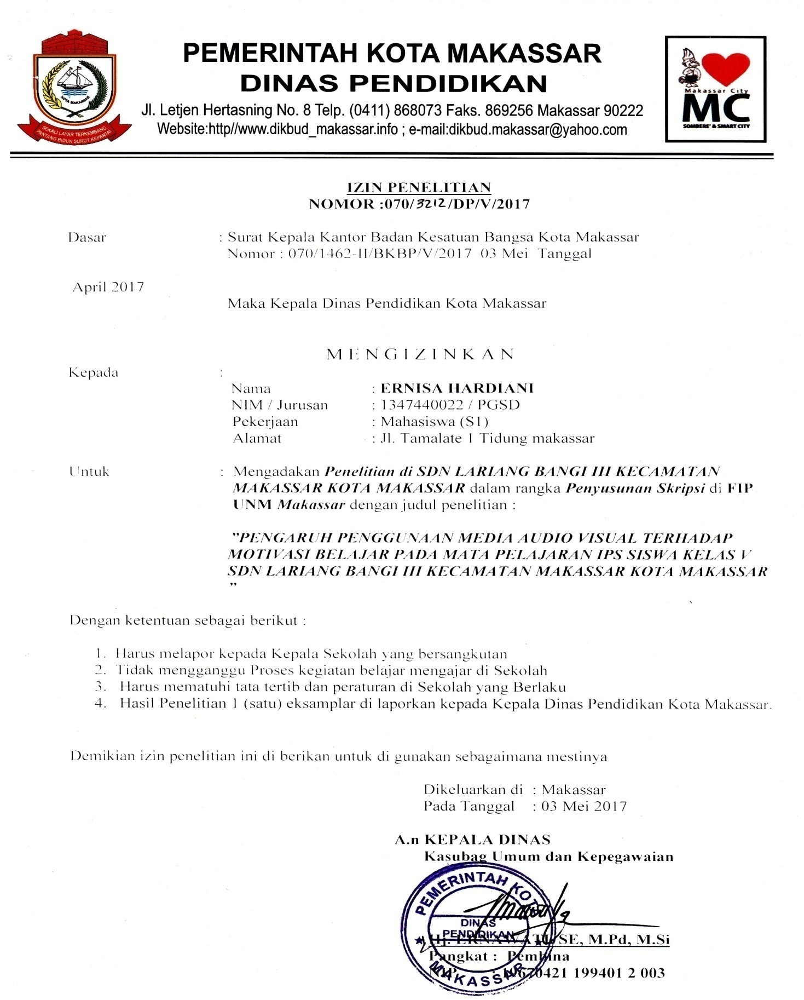 PEMERINTAH KOTA MAKASSAR
DINAS PENDIDIKAN
Jl. Letjen Hertasning No. 8 Telp. (0411) 868073 Faks. 869256 Makassar 90222
Website:http//www.dikbud_makassar.info ; e-mail:dikbud.makassar@yahoo.com
KOTA MAKASSAR
SEKALI LAYAR TERKEMBANG
PANTANG BIDUK SURUT KEPANTAI
Makassar City
MC
SOMBERE' & SMART CITY
IZIN PENELITIAN
NOMOR :070/3212/DP/V/2017
Dasar : Surat Kepala Kantor Badan Kesatuan Bangsa Kota Makassar
Nomor : 070/1462-II/BKBP/V/2017 03 Mei Tanggal
April 2017
Maka Kepala Dinas Pendidikan Kota Makassar
M E N G I Z I N K A N
Kepada :
Nama : ERNISA HARDIANI
NIM / Jurusan : 1347440022 / PGSD
Pekerjaan : Mahasiswa (S1)
Alamat : Jl. Tamalate 1 Tidung makassar
Untuk : Mengadakan Penelitian di SDN LARIANG BANGI III KECAMATAN
MAKASSAR KOTA MAKASSAR dalam rangka Penyusunan Skripsi di FIP
UNM Makassar dengan judul penelitian :
"PENGARUH PENGGUNAAN MEDIA AUDIO VISUAL TERHADAP
MOTIVASI BELAJAR PADA MATA PELAJARAN IPS SISWA KELAS V
SDN LARIANG BANGI III KECAMATAN MAKASSAR KOTA MAKASSAR
"
Dengan ketentuan sebagai berikut :
1. Harus melapor kepada Kepala Sekolah yang bersangkutan
2. Tidak mengganggu Proses kegiatan belajar mengajar di Sekolah
3. Harus mematuhi tata tertib dan peraturan di Sekolah yang Berlaku
4. Hasil Penelitian 1 (satu) eksamplar di laporkan kepada Kepala Dinas Pendidikan Kota Makassar.
Demikian izin penelitian ini di berikan untuk di gunakan sebagaimana mestinya
Dikeluarkan di : Makassar
Pada Tanggal : 03 Mei 2017
A.n KEPALA DINAS
Kasubag Umum dan Kepegawaian
PEMERINTAH KOTA
DINAS
PENDIDIKAN
MAKASSAR
Hj. ERNAWATI, SE, M.Pd, M.Si
Pangkat : Pembina
NIP : 19670421 199401 2 003